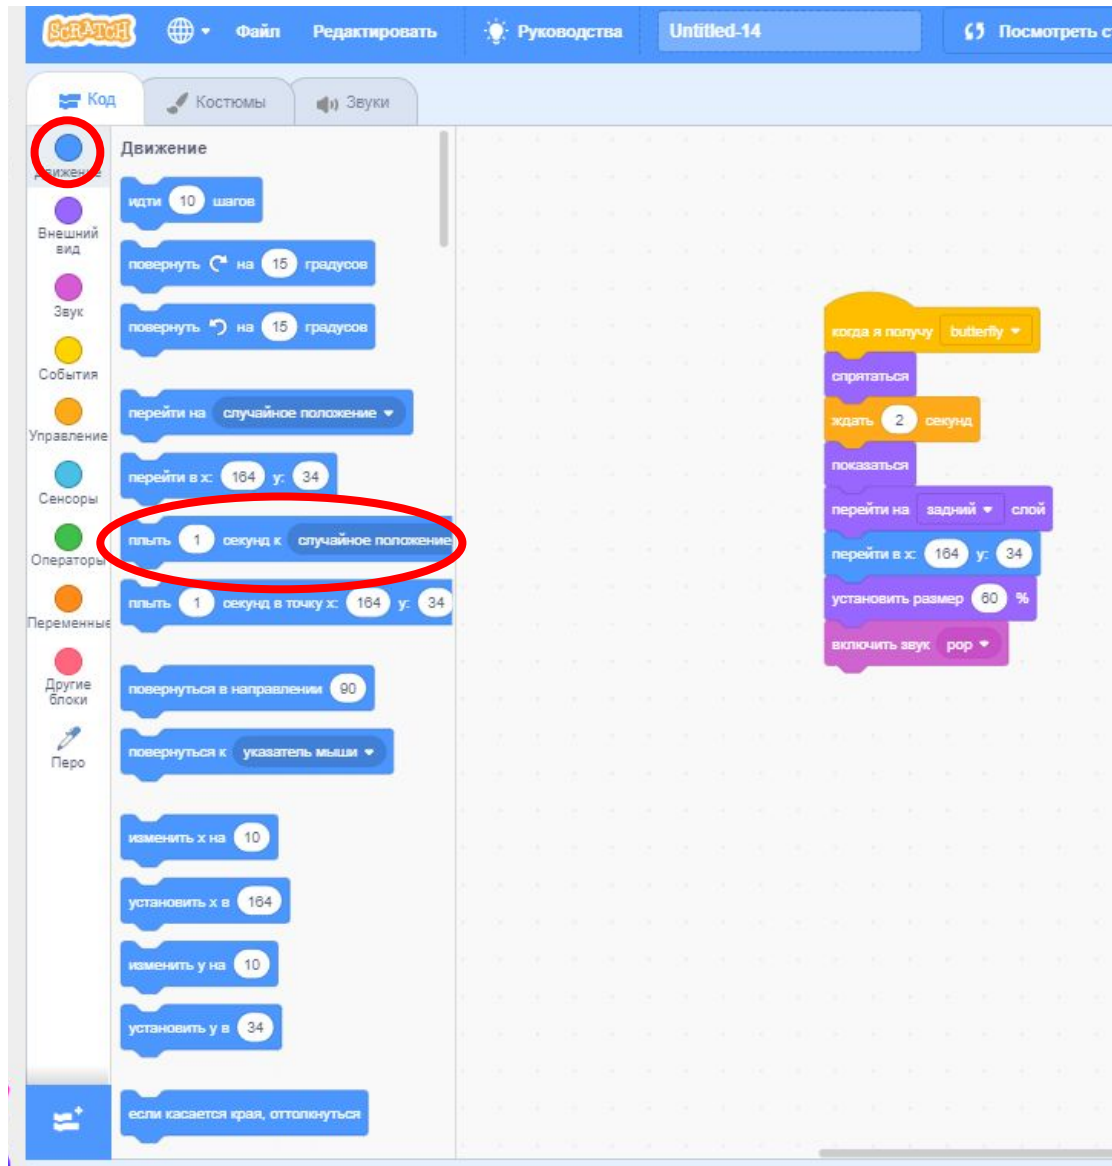 SCRATCH Файл Редактировать Руководства Untitled-14 Посмотреть с
Код Костюмы Звуки
Движение
Внешний
вид
Звук
События
Управление
Сенсоры
Операторы
Переменные
Другие
блоки
Перо
Движение
идти 10 шагов
повернуть на 15 градусов
повернуть на 15 градусов
перейти на случайное положение
перейти в x: 164 y: 34
плыть 1 секунд к случайное положение
плыть 1 секунд в точку x: 164 y: 34
повернуться в направлении 90
повернуться к указатель мыши
изменить x на 10
установить x в 164
изменить y на 10
установить y в 34
если касается края, оттолкнуться
когда я получу butterfly
спрятаться
ждать 2 секунд
показаться
перейти на задний слой
перейти в x: 164 y: 34
установить размер 60 %
включить звук pop